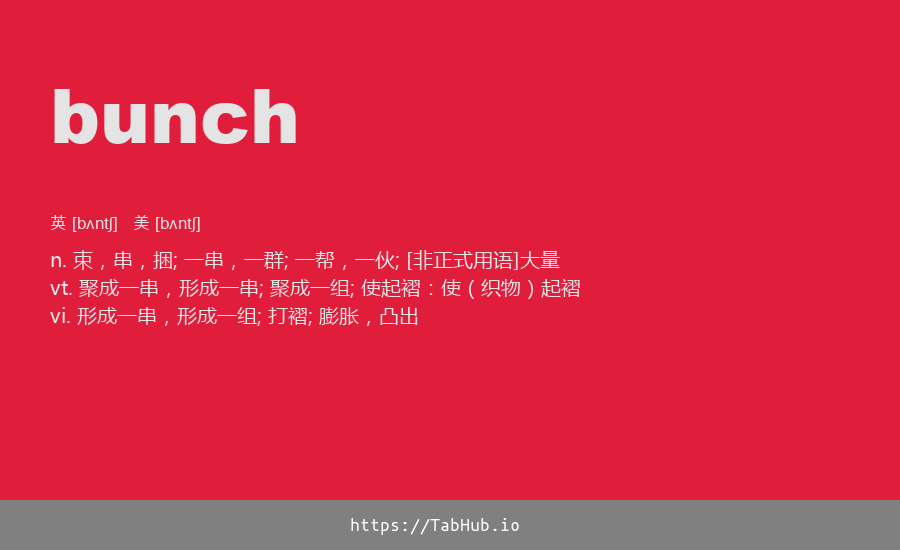 bunch
英 [bʌntʃ] 美 [bʌntʃ]
n. 束，串，捆; 一串，一群; 一帮，一伙; [非正式用语]大量
vt. 聚成一串，形成一串; 聚成一组; 使起褶：使（织物）起褶
vi. 形成一串，形成一组; 打褶; 膨胀，凸出
https://TabHub.io